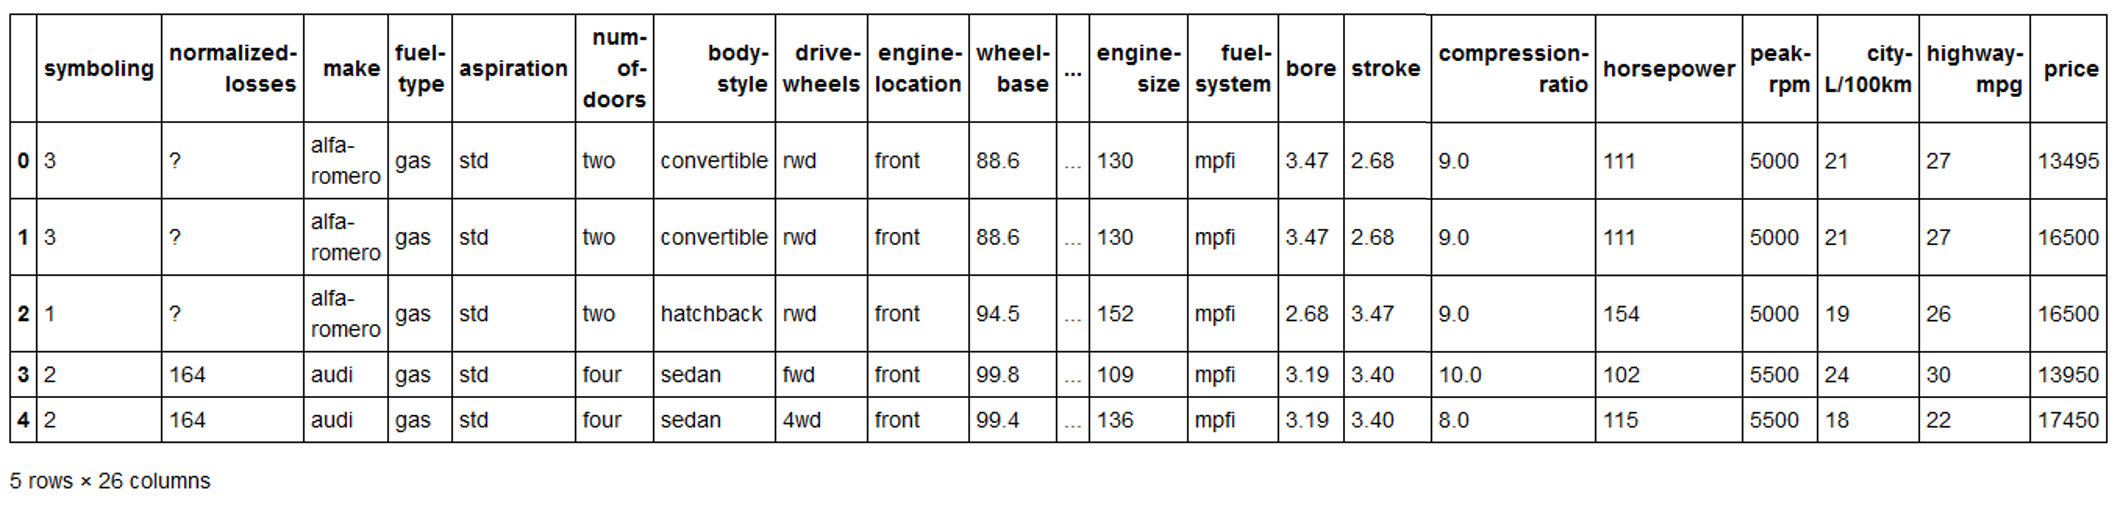 symboling normalized-losses make fuel-type aspiration num-of-doors body-style drive-wheels engine-location wheel-base ... engine-size fuel-system bore stroke compression-ratio horsepower peak-rpm city-L/100km highway-mpg price
0 3 ? alfa-romero gas std two convertible rwd front 88.6 ... 130 mpfi 3.47 2.68 9.0 111 5000 21 27 13495
1 3 ? alfa-romero gas std two convertible rwd front 88.6 ... 130 mpfi 3.47 2.68 9.0 111 5000 21 27 16500
2 1 ? alfa-romero gas std two hatchback rwd front 94.5 ... 152 mpfi 2.68 3.47 9.0 154 5000 19 26 16500
3 2 164 audi gas std four sedan fwd front 99.8 ... 109 mpfi 3.19 3.40 10.0 102 5500 24 30 13950
4 2 164 audi gas std four sedan 4wd front 99.4 ... 136 mpfi 3.19 3.40 8.0 115 5500 18 22 17450
5 rows × 26 columns